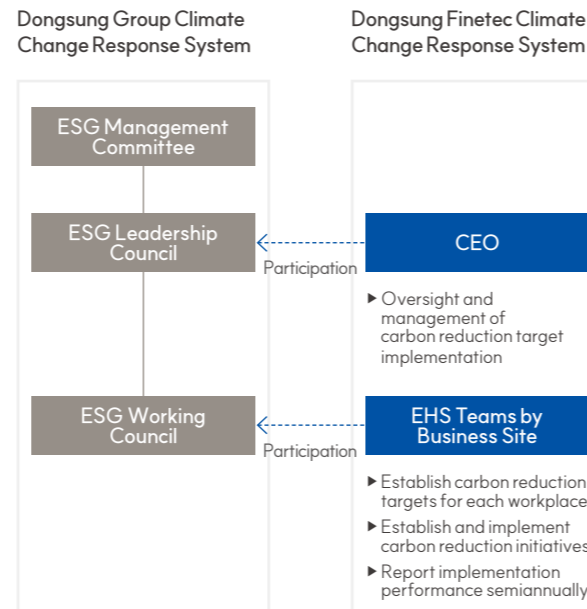 Dongsung Group Climate
Change Response System
ESG Management
Committee
ESG Leadership
Council
ESG Working
Council
Participation
Participation
Dongsung Finetec Climate
Change Response System
CEO
▶ Oversight and
management of
carbon reduction target
implementation
EHS Teams by
Business Site
▶ Establish carbon reduction
targets for each workplace
▶ Establish and implement
carbon reduction initiatives
▶ Report implementation
performance semiannually